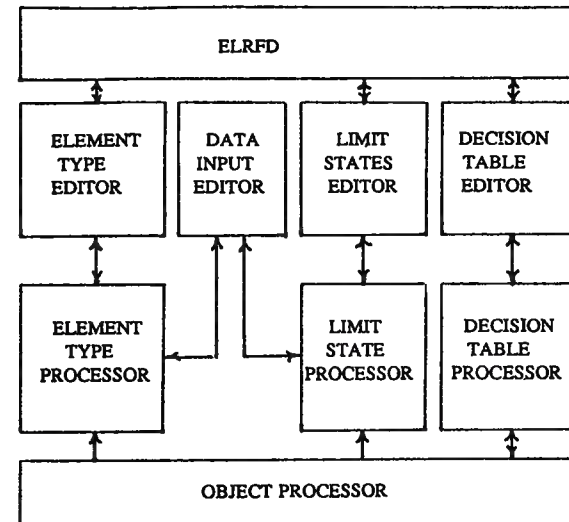 ELRFD
ELEMENT
TYPE
EDITOR
DATA
INPUT
EDITOR
LIMIT
STATES
EDITOR
DECISION
TABLE
EDITOR
ELEMENT
TYPE
PROCESSOR
LIMIT
STATE
PROCESSOR
DECISION
TABLE
PROCESSOR
OBJECT PROCESSOR